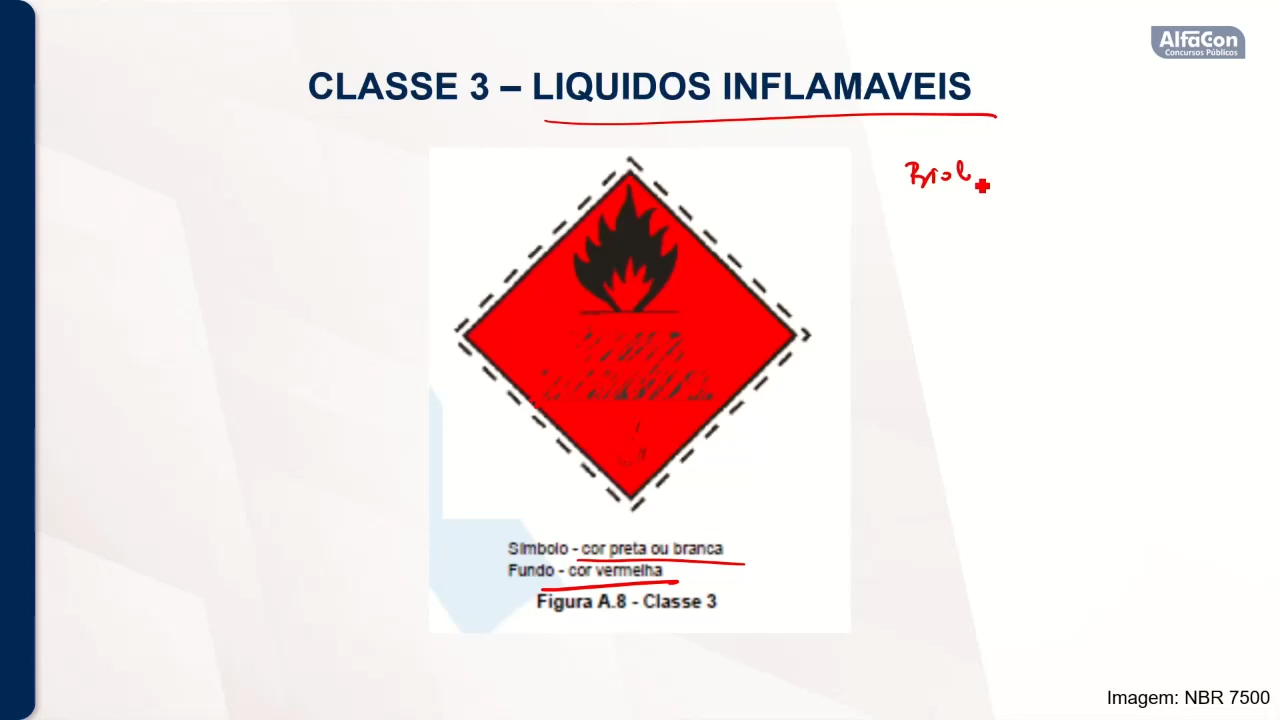 AlfaCon
Concursos Públicos
CLASSE 3 – LIQUIDOS INFLAMAVEIS
Símbolo - cor preta ou branca
Fundo - cor vermelha
Figura A.8 - Classe 3
Imagem: NBR 7500